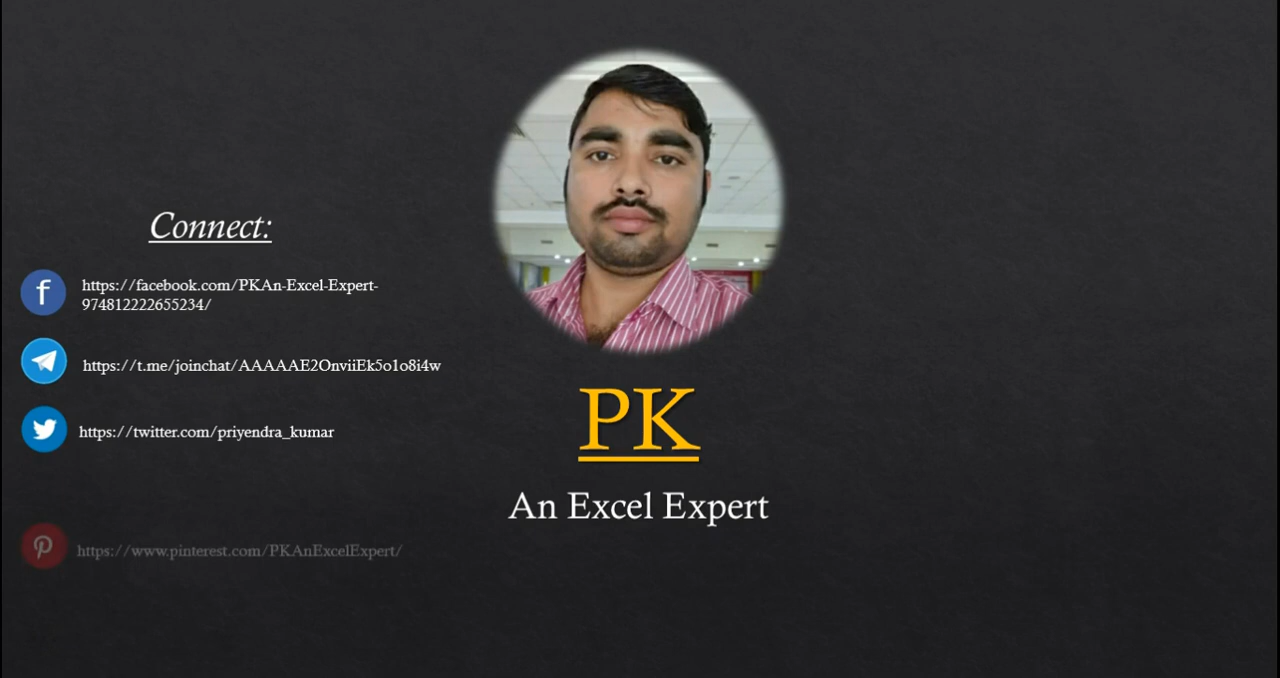 Connect:
https://facebook.com/PKAn-Excel-Expert-
974812222655234/
https://t.me/joinchat/AAAAAE2OnviiEk5o1o8i4w
https://twitter.com/priyendra_kumar
https://www.pinterest.com/PKAnExcelExpert/
PK
An Excel Expert